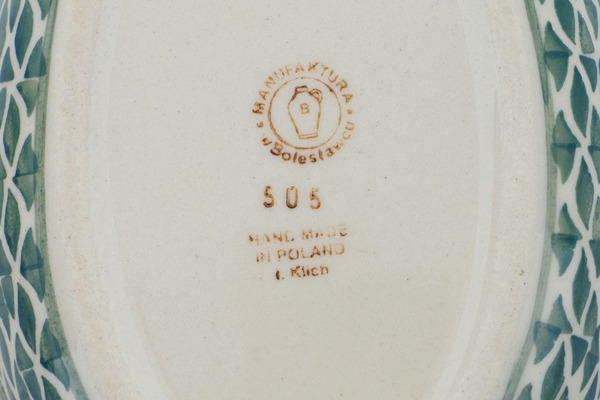 MANUFAKTURA
w Bolesławcu
B
505
HAND MADE
IN POLAND
I. Klich